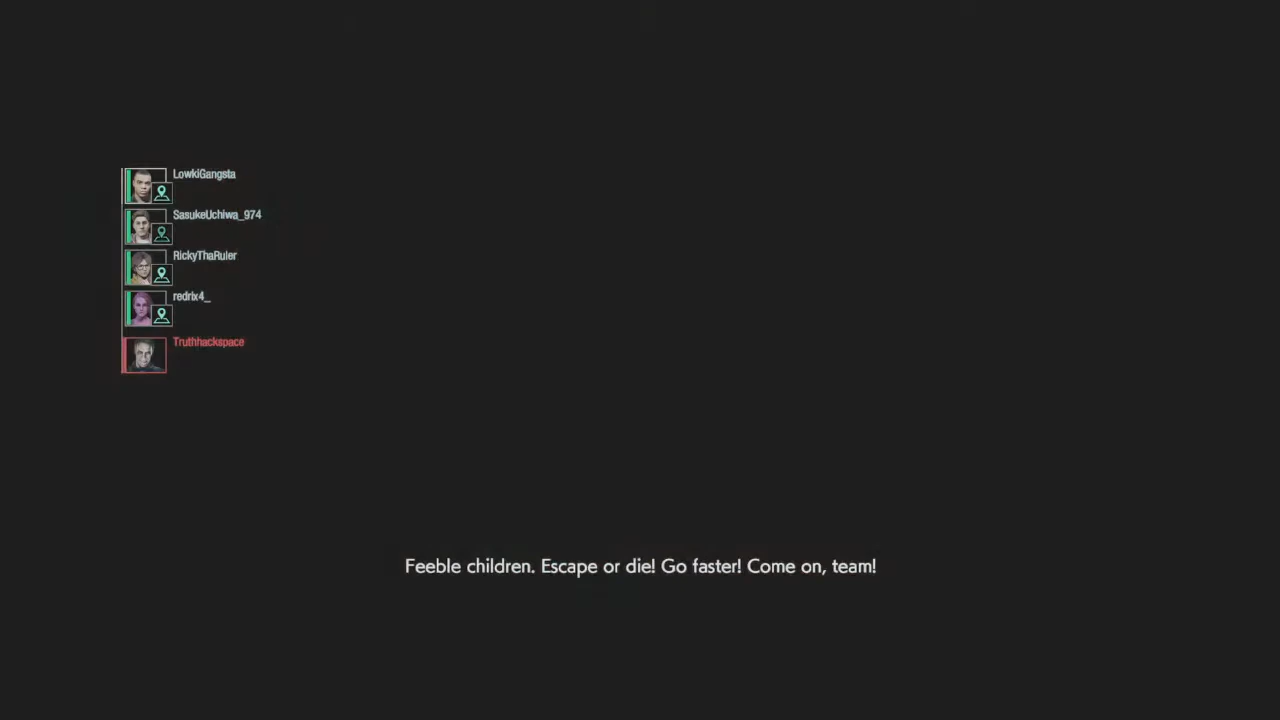 LowkiGangsta
SasukeUchiwa_974
RickyThaRuler
redrix4_
Truthhackspace
Feeble children. Escape or die! Go faster! Come on, team!